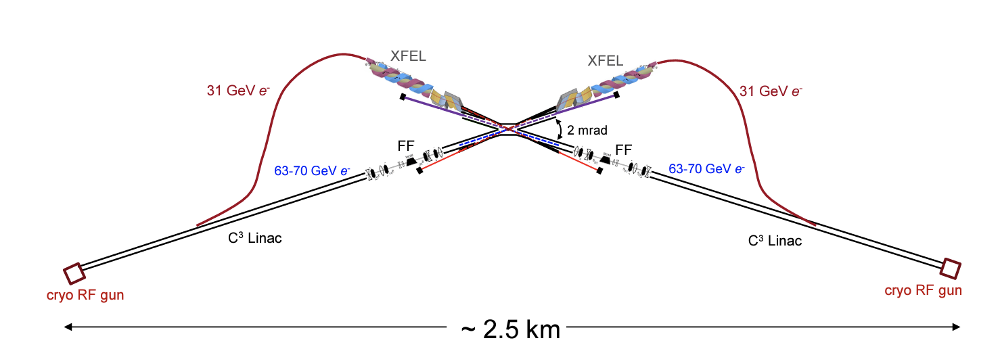 XFEL
XFEL
31 GeV e⁻
31 GeV e⁻
2 mrad
FF
FF
63-70 GeV e⁻
63-70 GeV e⁻
C³ Linac
C³ Linac
cryo RF gun
cryo RF gun
~ 2.5 km